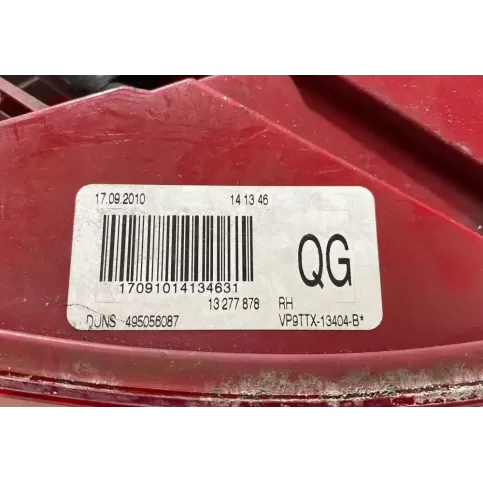 17.09.2010 14 13 46
QG
17091014134631
13 277 878 RH
DUNS 495056087 VP9TTX-13404-B*